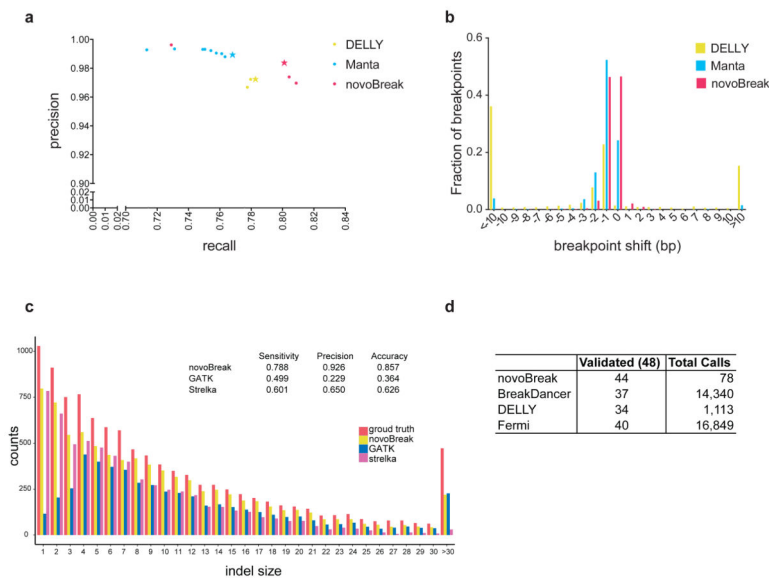 a
1.00
0.98
0.96
0.94
0.92
0.90
0.02
0.01
0.00
precision
0.00
0.01
0.02
0.70
0.72
0.74
0.76
0.78
0.80
0.82
0.84
recall
DELLY
Manta
novoBreak
b
0.6
0.4
0.2
0.0
Fraction of breakpoints
<-10
-10
-9
-8
-7
-6
-5
-4
-3
-2
-1
0
1
2
3
4
5
6
7
8
9
10
>10
breakpoint shift (bp)
DELLY
Manta
novoBreak
c
1000
750
500
250
0
counts
Sensitivity Precision Accuracy
novoBreak 0.788 0.926 0.857
GATK 0.499 0.229 0.364
Strelka 0.601 0.650 0.626
groud truth
novoBreak
GATK
strelka
1 2 3 4 5 6 7 8 9 10 11 12 13 14 15 16 17 18 19 20 21 22 23 24 25 26 27 28 29 30 >30
indel size
d
Validated (48) Total Calls
novoBreak 44 78
BreakDancer 37 14,340
DELLY 34 1,113
Fermi 40 16,849